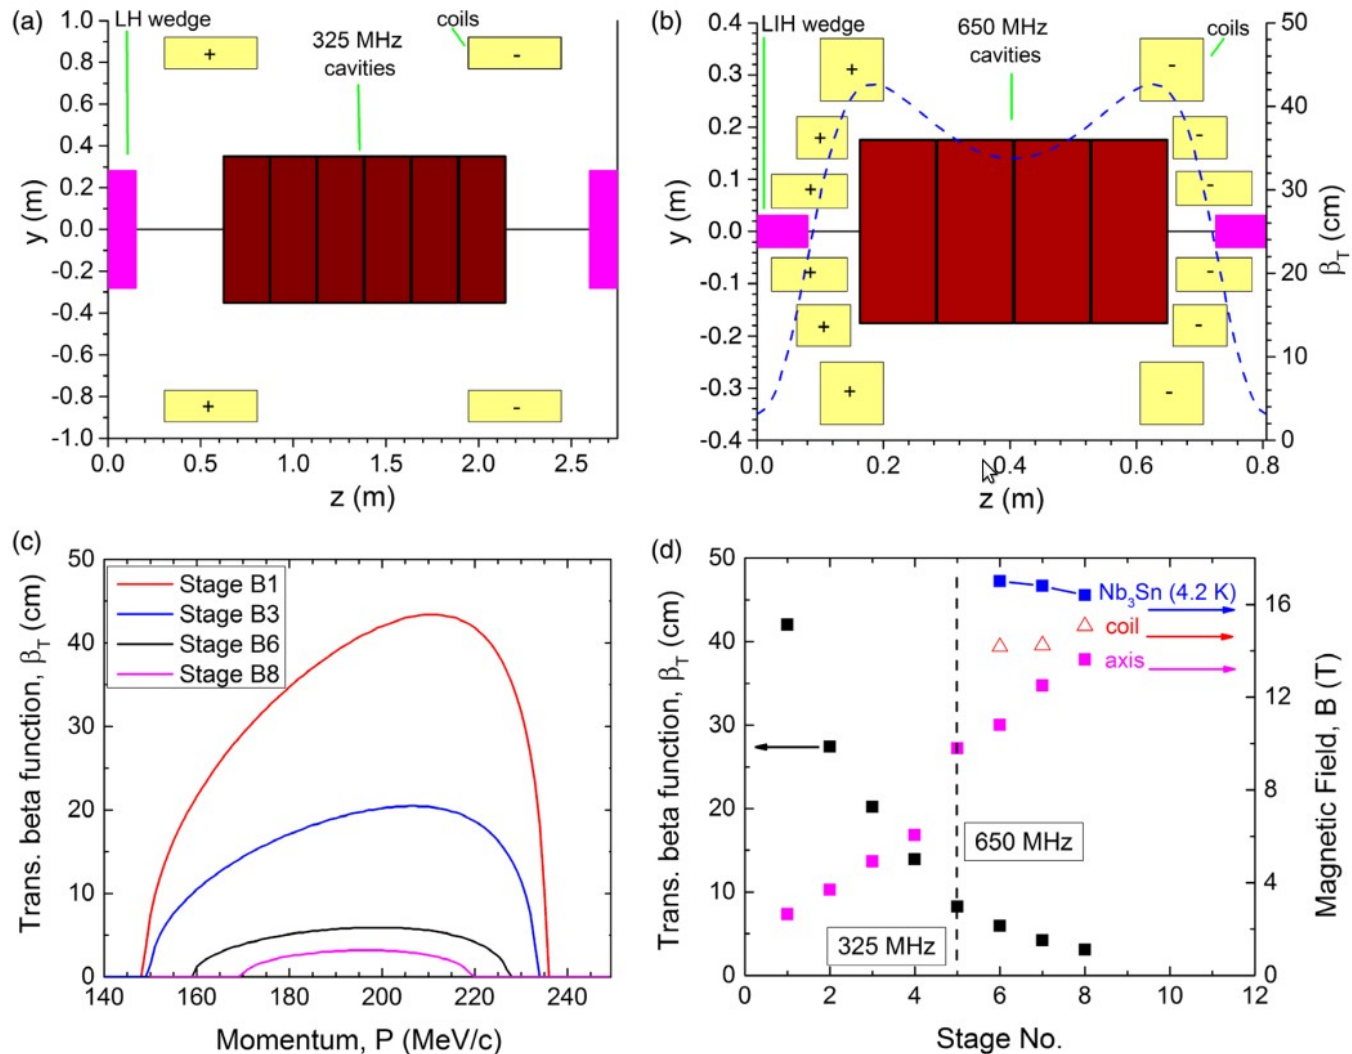 (a)
LH wedge
coils
325 MHz
cavities
+
-
+
-
1.0
0.8
0.6
0.4
0.2
0.0
-0.2
-0.4
-0.6
-0.8
-1.0
y (m)
0.0 0.5 1.0 1.5 2.0 2.5
z (m)
(b)
LIH wedge
650 MHz
cavities
coils
+ -
+ -
+ -
+ -
+ -
+ -
0.4
0.3
0.2
0.1
0.0
-0.1
-0.2
-0.3
-0.4
y (m)
50
40
30
20
10
0
β_T (cm)
0.0 0.2 0.4 0.6 0.8
z (m)
(c)
Stage B1
Stage B3
Stage B6
Stage B8
50
40
30
20
10
0
Trans. beta function, β_T (cm)
140 160 180 200 220 240
Momentum, P (MeV/c)
(d)
Nb₃Sn (4.2 K)
coil
axis
650 MHz
325 MHz
50
40
30
20
10
0
Trans. beta function, β_T (cm)
16
12
8
4
0
Magnetic Field, B (T)
0 2 4 6 8 10 12
Stage No.